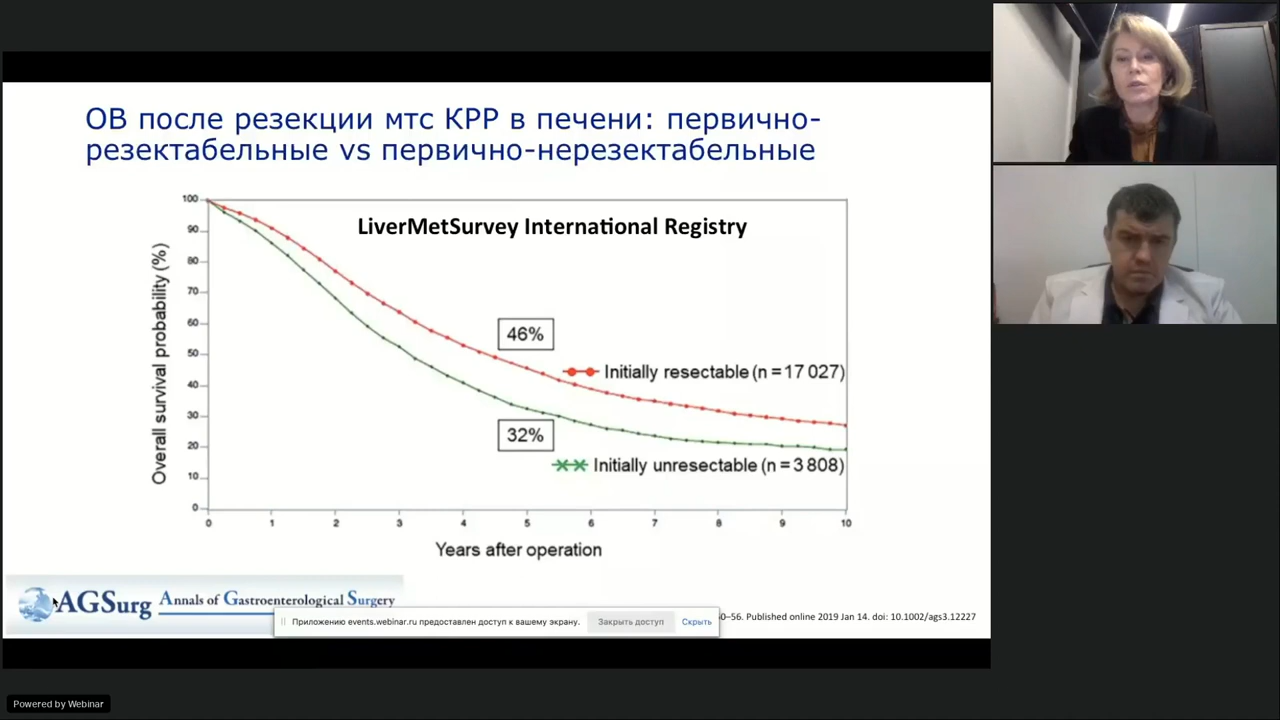 ОВ после резекции мтс КРР в печени: первично-
резектабельные vs первично-нерезектабельные
LiverMetSurvey International Registry
Overall survival probability (%)
100
90
80
70
60
50
40
30
20
10
0
46%
Initially resectable (n = 17 027)
32%
Initially unresectable (n = 3 808)
0 1 2 3 4 5 6 7 8 9 10
Years after operation
AGSurg Annals of Gastroenterological Surgery
Приложению events.webinar.ru предоставлен доступ к вашему экрану. Закрыть доступ Скрыть
0–56. Published online 2019 Jan 14. doi: 10.1002/ags3.12227
Powered by Webinar